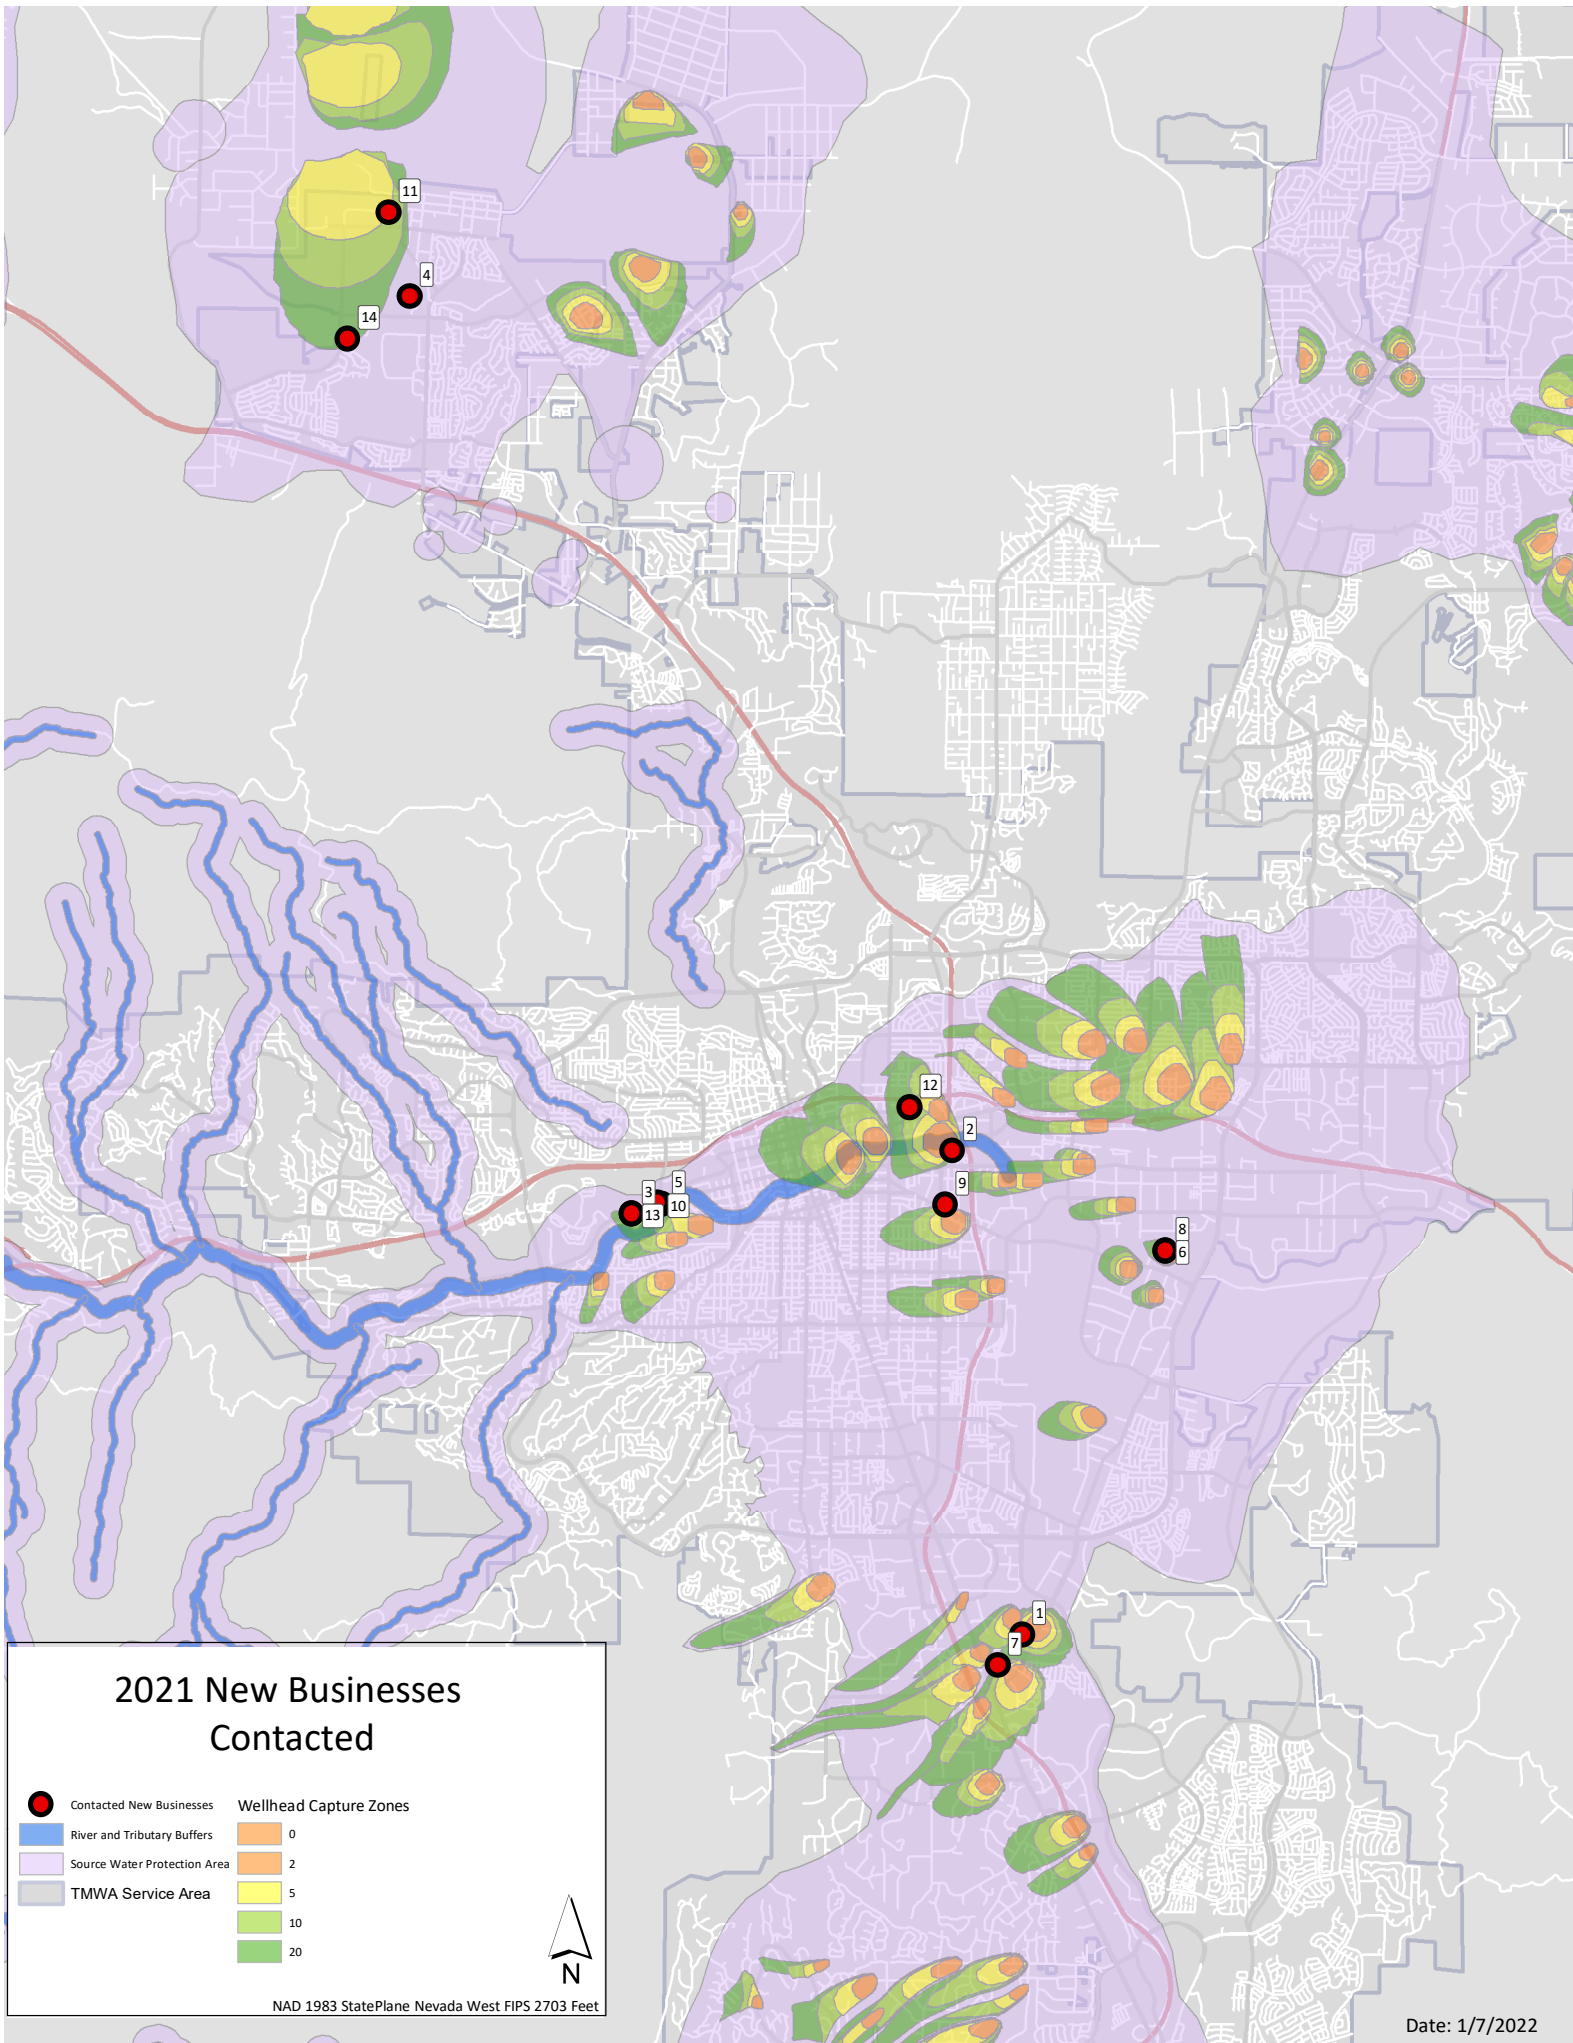 11
4
14
12
2
9
5
3
10
13
8
6
1
7
2021 New Businesses
Contacted
Contacted New Businesses
River and Tributary Buffers
Source Water Protection Area
TMWA Service Area
Wellhead Capture Zones
0
2
5
10
20
N
NAD 1983 StatePlane Nevada West FIPS 2703 Feet
Date: 1/7/2022